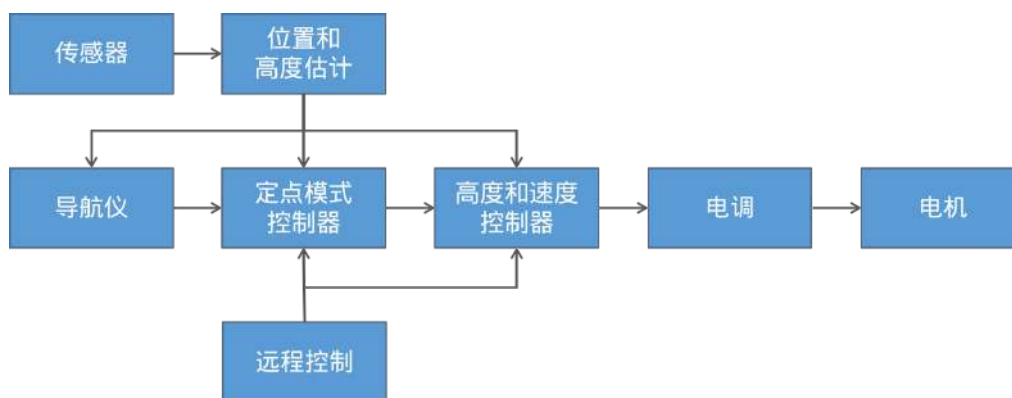 传感器
位置和
高度估计
导航仪
定点模式
控制器
高度和速度
控制器
电调
电机
远程控制